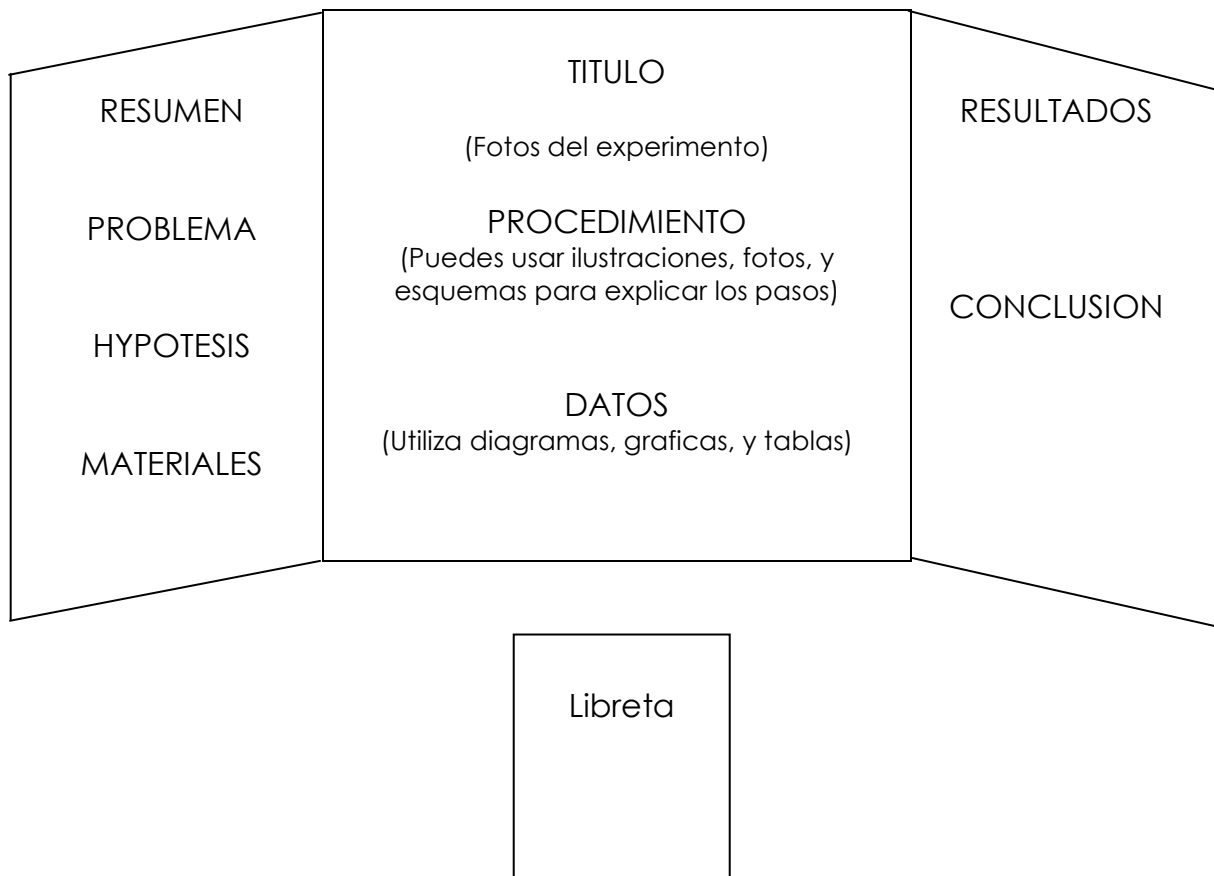 RESUMEN
PROBLEMA
HYPOTESIS
MATERIALES
TITULO
(Fotos del experimento)
PROCEDIMIENTO
(Puedes usar ilustraciones, fotos, y
esquemas para explicar los pasos)
DATOS
(Utiliza diagramas, graficas, y tablas)
RESULTADOS
CONCLUSION
Libreta